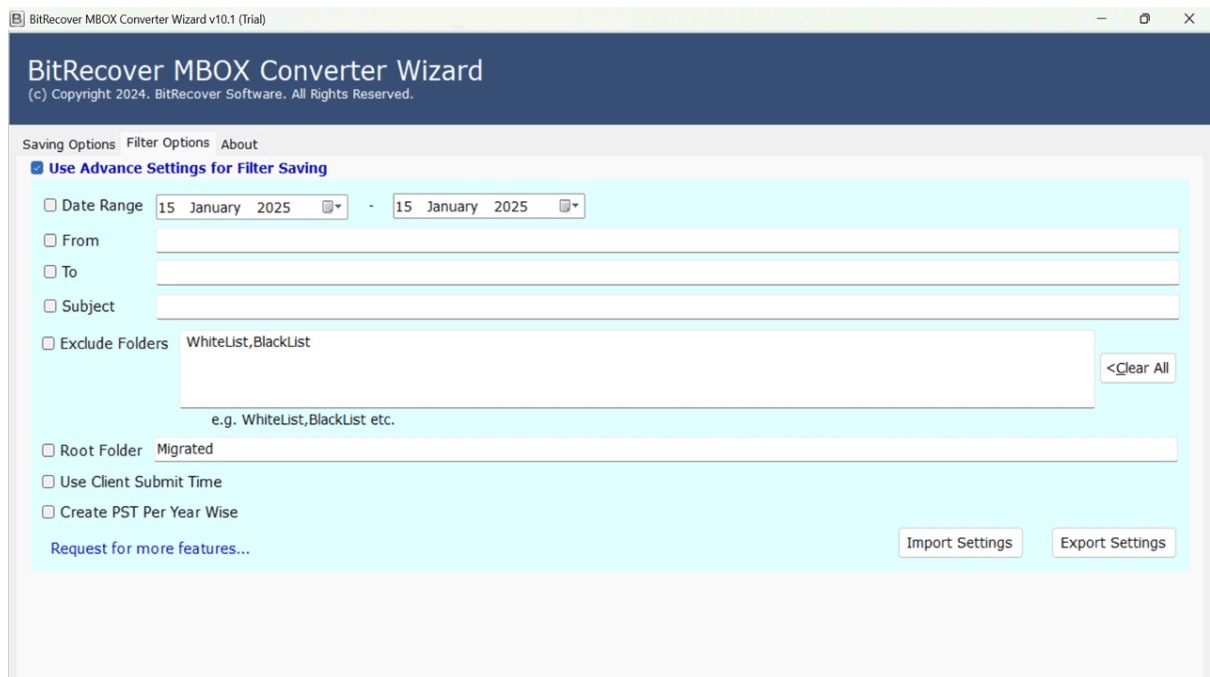 BitRecover MBOX Converter Wizard v10.1 (Trial)
BitRecover MBOX Converter Wizard
(c) Copyright 2024. BitRecover Software. All Rights Reserved.
Saving Options Filter Options About
Use Advance Settings for Filter Saving
Date Range 15 January 2025 - 15 January 2025
From
To
Subject
Exclude Folders WhiteList,BlackList
<Clear All
e.g. WhiteList,BlackList etc.
Root Folder Migrated
Use Client Submit Time
Create PST Per Year Wise
Request for more features... Import Settings Export Settings